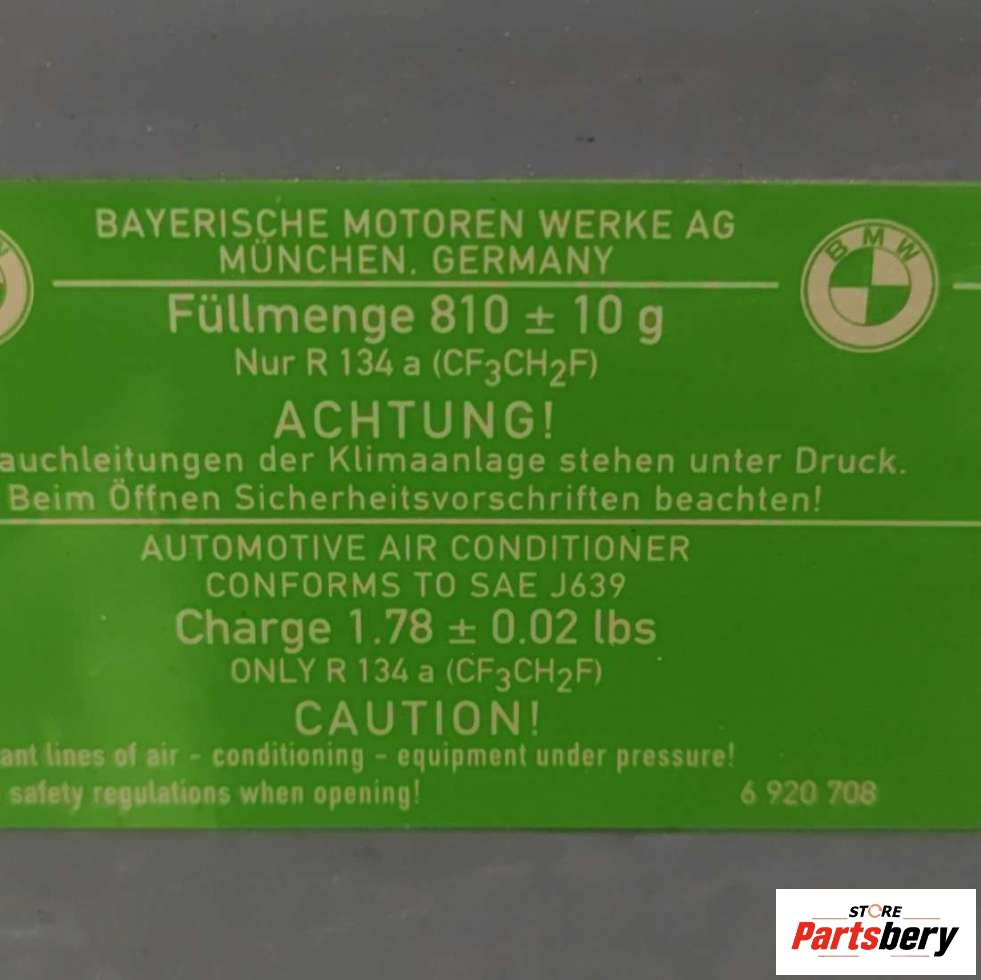 BAYERISCHE MOTOREN WERKE AG
MÜNCHEN, GERMANY
BMW
Füllmenge 810 ± 10 g
Nur R 134 a (CF₃CH₂F)
ACHTUNG!
auchleitungen der Klimaanlage stehen unter Druck.
Beim Öffnen Sicherheitsvorschriften beachten!
AUTOMOTIVE AIR CONDITIONER
CONFORMS TO SAE J639
Charge 1.78 ± 0.02 lbs
ONLY R 134 a (CF₃CH₂F)
CAUTION!
ant lines of air - conditioning - equipment under pressure!
safety regulations when opening!
6 920 708
STORE
Partsbery